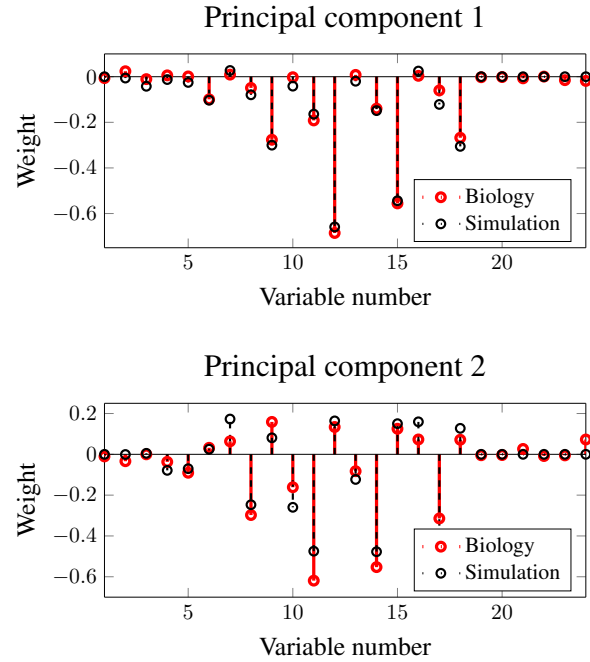 Principal component 1
0
−0.2
−0.4
−0.6
Weight
Biology
Simulation
5 10 15 20
Variable number
Principal component 2
0.2
0
−0.2
−0.4
−0.6
Weight
Biology
Simulation
5 10 15 20
Variable number